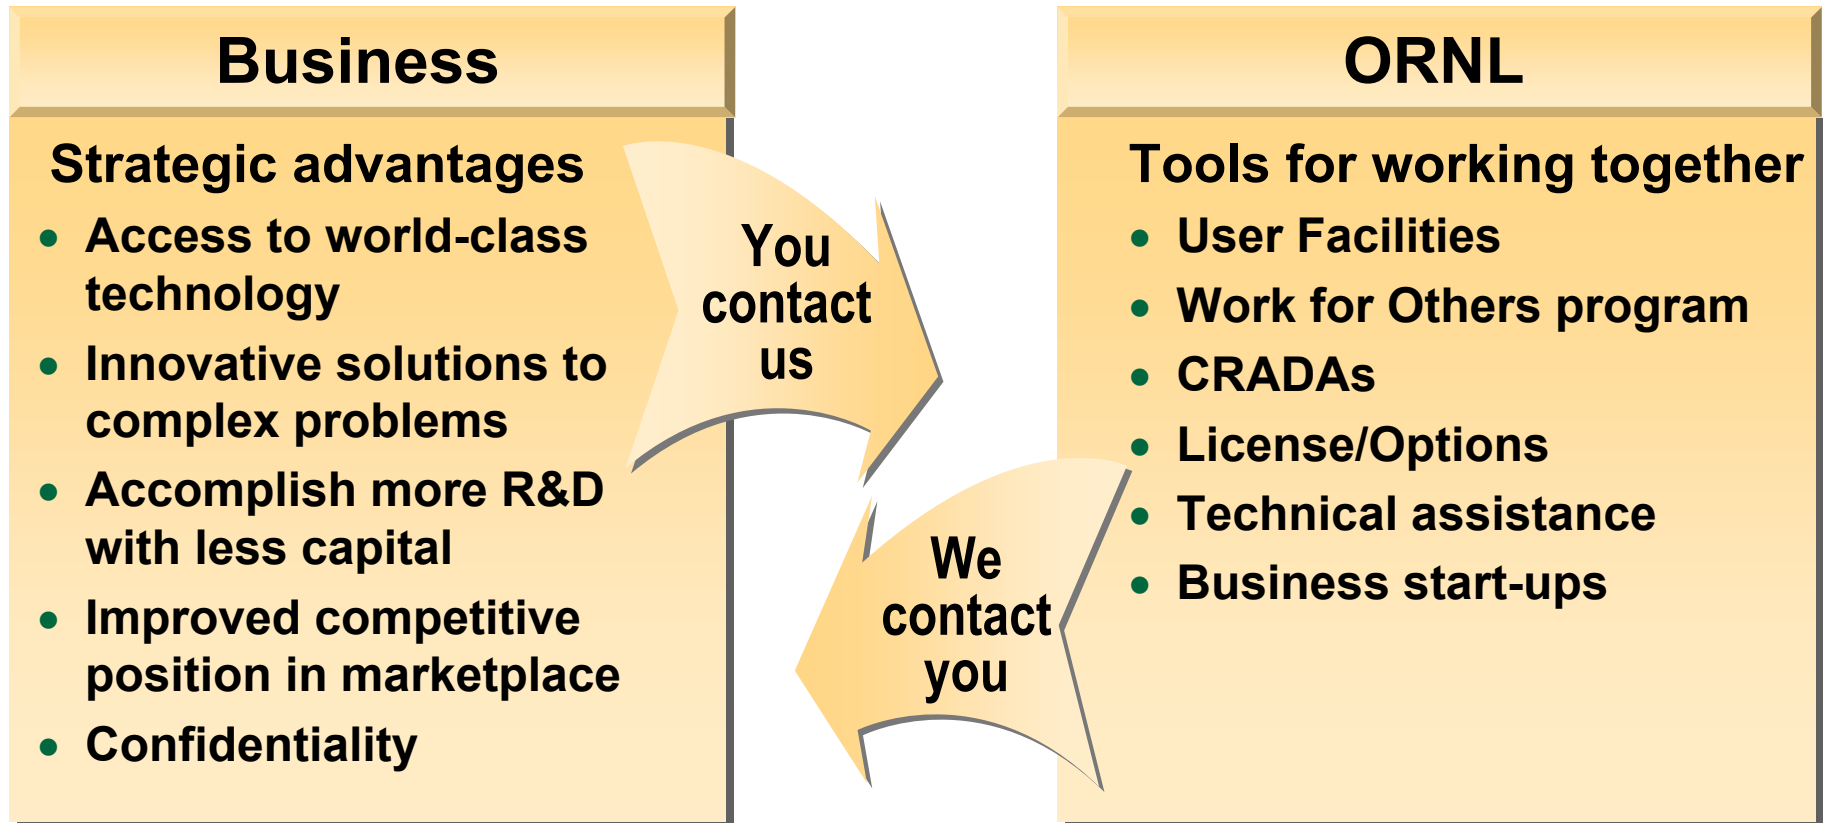 Business
Strategic advantages
• Access to world-class
technology
• Innovative solutions to
complex problems
• Accomplish more R&D
with less capital
• Improved competitive
position in marketplace
• Confidentiality
You
contact
us
We
contact
you
ORNL
Tools for working together
• User Facilities
• Work for Others program
• CRADAs
• License/Options
• Technical assistance
• Business start-ups